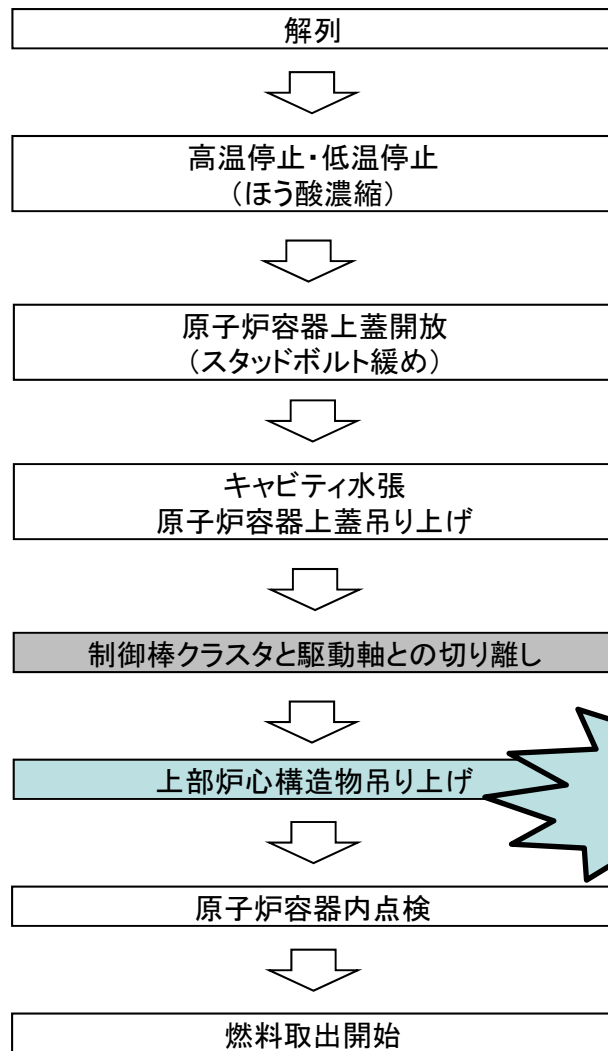 解列
高温停止・低温停止
(ほう酸濃縮)
原子炉容器上蓋開放
(スタッドボルト緩め)
キャビティ水張
原子炉容器上蓋吊り上げ
制御棒クラスタと駆動軸との切り離し
上部炉心構造物吊り上げ
原子炉容器内点検
燃料取出開始